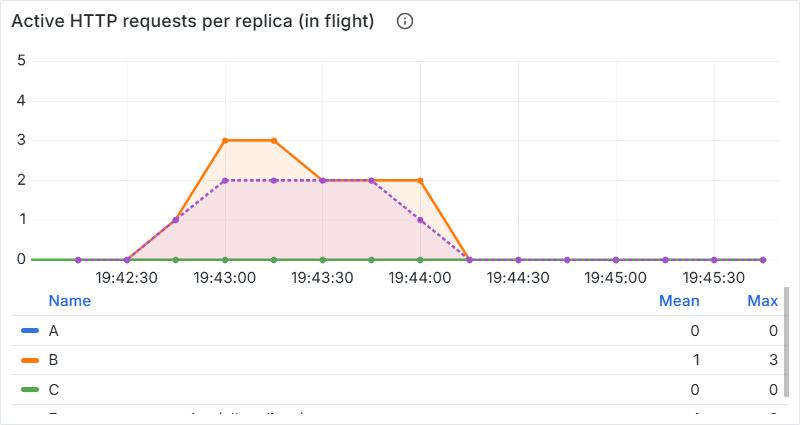 Active HTTP requests per replica (in flight)
5
4
3
2
1
0
19:42:30 19:43:00 19:43:30 19:44:00 19:44:30 19:45:00 19:45:30
Name Mean Max
A 0 0
B 1 3
C 0 0